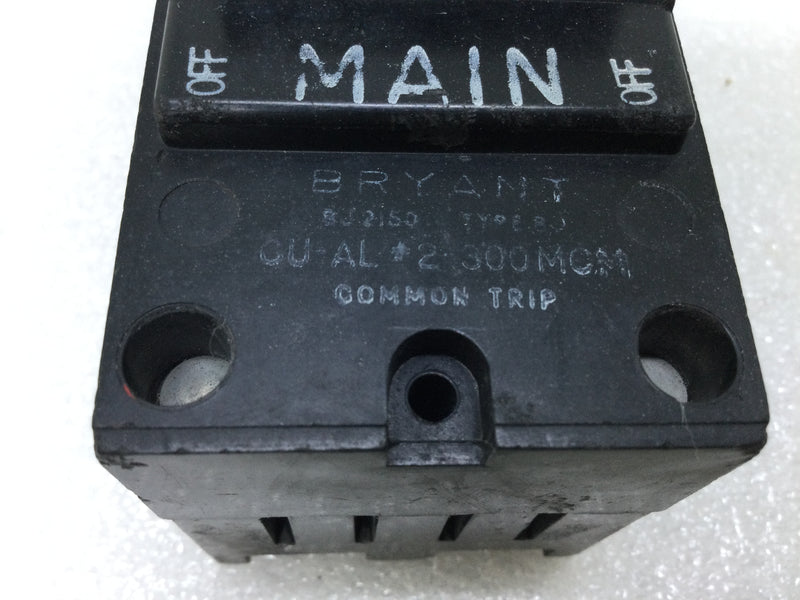 OFF MAIN OFF
BRYANT
BJ2150 TYPE BJ
CU-AL #2-300MCM
COMMON TRIP